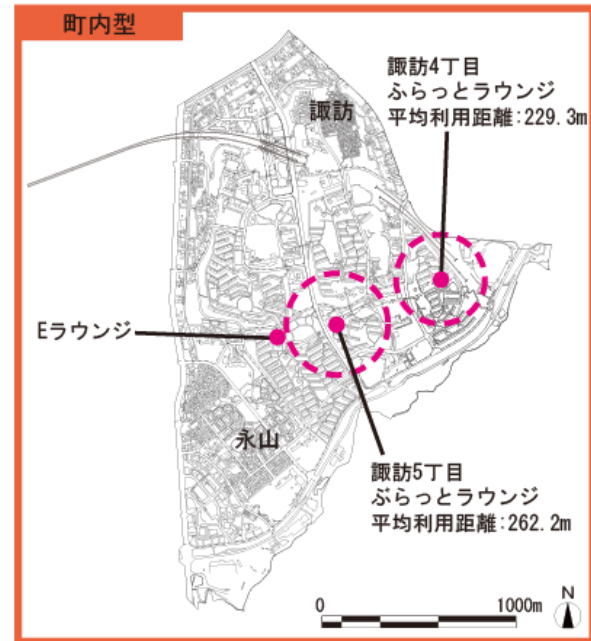 町内型
諏訪4丁目
ふらっとラウンジ
平均利用距離:229.3m
諏訪
Eラウンジ
永山
諏訪5丁目
ぶらっとラウンジ
平均利用距離:262.2m
0 1000m
N